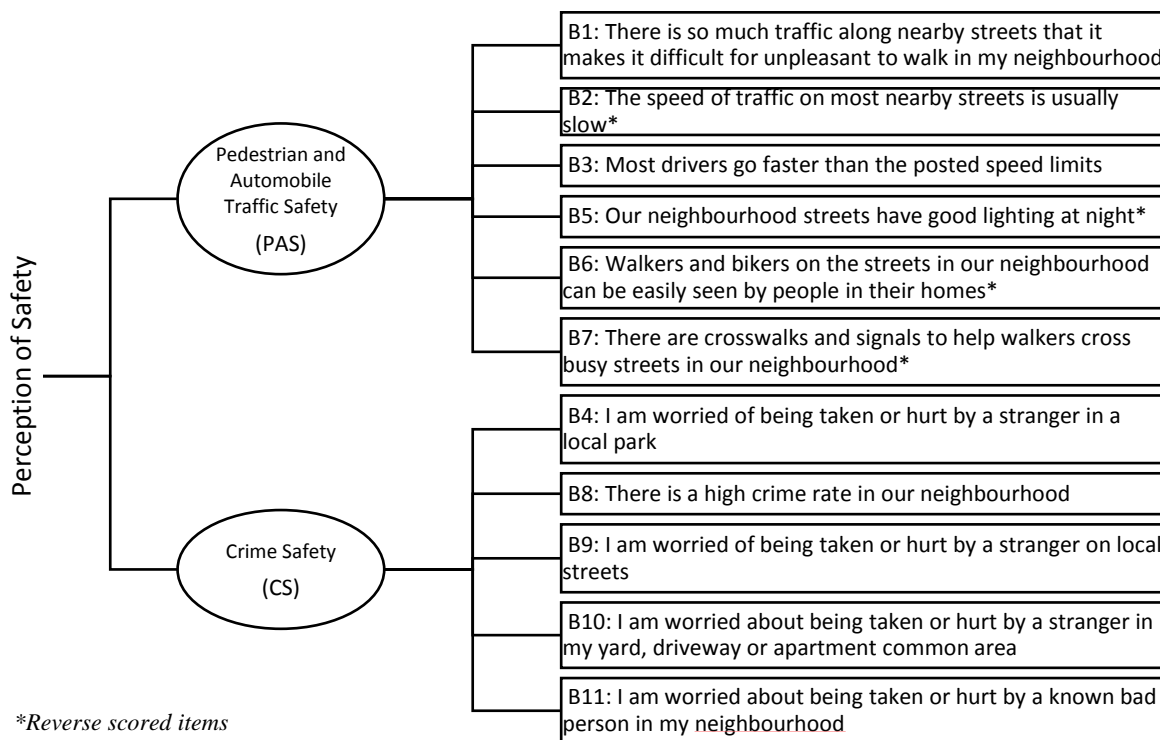 Perception of Safety
Pedestrian and
Automobile
Traffic Safety
(PAS)
B1: There is so much traffic along nearby streets that it
makes it difficult for unpleasant to walk in my neighbourhood
B2: The speed of traffic on most nearby streets is usually
slow*
B3: Most drivers go faster than the posted speed limits
B5: Our neighbourhood streets have good lighting at night*
B6: Walkers and bikers on the streets in our neighbourhood
can be easily seen by people in their homes*
B7: There are crosswalks and signals to help walkers cross
busy streets in our neighbourhood*
Crime Safety
(CS)
B4: I am worried of being taken or hurt by a stranger in a
local park
B8: There is a high crime rate in our neighbourhood
B9: I am worried of being taken or hurt by a stranger on local
streets
B10: I am worried about being taken or hurt by a stranger in
my yard, driveway or apartment common area
B11: I am worried about being taken or hurt by a known bad
person in my neighbourhood
*Reverse scored items